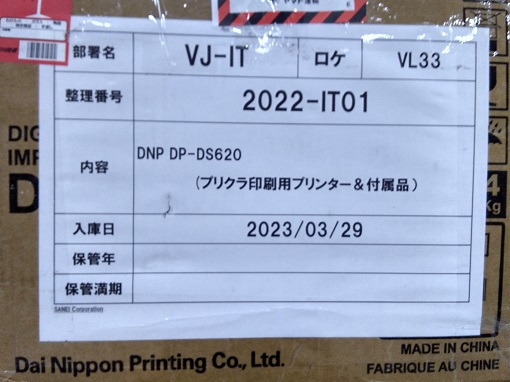 部署名 VJ-IT ロケ VL33
整理番号 2022-IT01
内容 DNP DP-DS620
(プリクラ印刷用プリンター&付属品)
入庫日 2023/03/29
保管年
保管満期
SANEI Corporation
DIG
IMP
D
4
Kg
MADE IN CHINA
Dai Nippon Printing Co., Ltd.
FABRIQUE AU CHINE